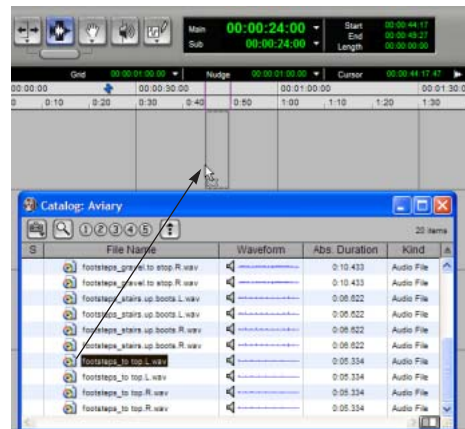 Main 00:00:24:00 Start 00:00:44:17
End 00:00:49:27
Sub 00:00:24:00 Length 00:00:00:00
Grid 00:00:01:00.00 Nudge 00:00:01:00.00 Cursor 00:00:44:17.47
00:00:00 00:00:30:00 00:01:00:00 00:01:30:0
0 0:10 0:20 0:30 0:40 0:50 1:00 1:10 1:20 1:30
Catalog: Aviary
1 2 3 4 5 20 items
S File Name Waveform Abs. Duration Kind
footsteps_gravel.to stop.R.wav 0:10.433 Audio File
footsteps_gravel.to stop.R.wav 0:10.433 Audio File
footsteps_stairs.up.boots.L.wav 0:06.622 Audio File
footsteps_stairs.up.boots.L.wav 0:06.622 Audio File
footsteps_stairs.up.boots.R.wav 0:06.622 Audio File
footsteps_stairs.up.boots.R.wav 0:06.622 Audio File
footsteps_to top.L.wav 0:05.334 Audio File
footsteps_to top.L.wav 0:05.334 Audio File
footsteps_to top.R.wav 0:05.334 Audio File
footsteps_to top.R.wav 0:05.334 Audio File